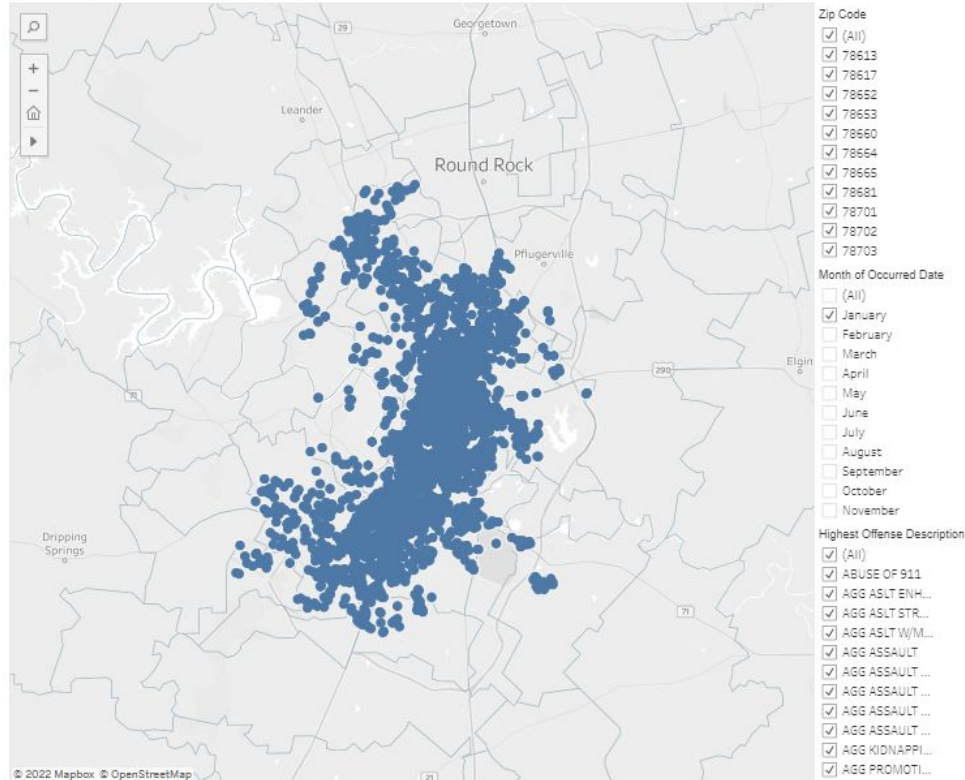 Georgetown
29
Leander
Round Rock
Pflugerville
Elgin
290
71
Dripping
Springs
71
21
© 2022 Mapbox © OpenStreetMap
Zip Code
(All)
78613
78617
78652
78653
78660
78664
78665
78681
78701
78702
78703
Month of Occurred Date
(All)
January
February
March
April
May
June
July
August
September
October
November
Highest Offense Description
(All)
ABUSE OF 911
AGG ASLT ENH...
AGG ASLT STR...
AGG ASLT W/M...
AGG ASSAULT
AGG ASSAULT ...
AGG ASSAULT ...
AGG ASSAULT ...
AGG ASSAULT ...
AGG KIDNAPPI...
AGG PROMOTI...